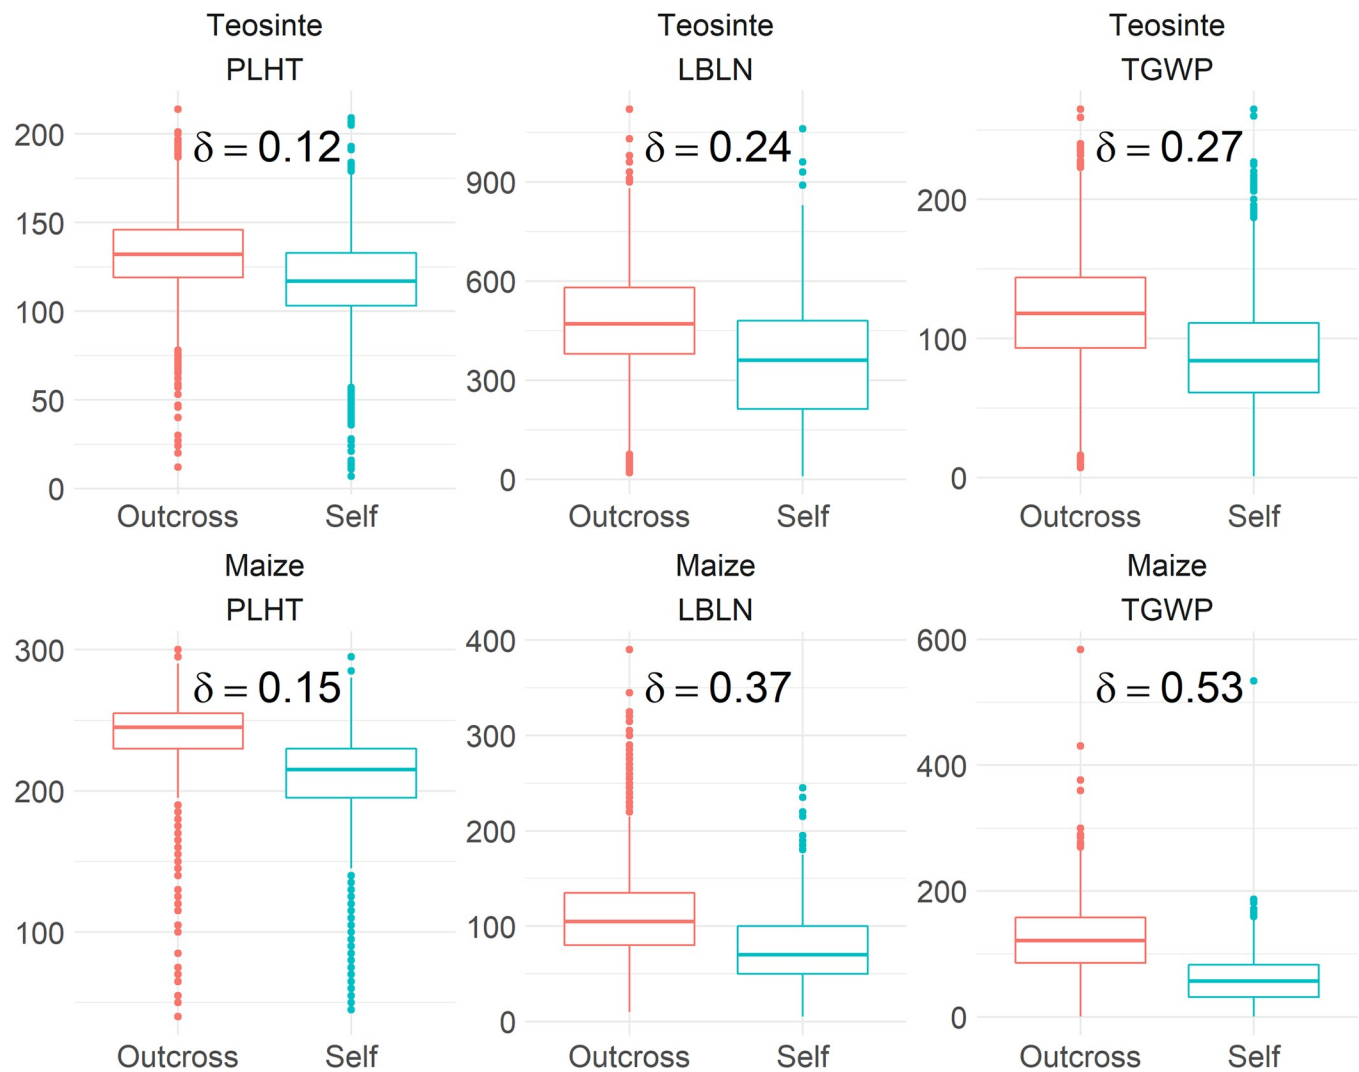 Teosinte
PLHT
200
150
100
50
0
δ = 0.12
Outcross Self
Teosinte
LBLN
900
600
300
0
δ = 0.24
Outcross Self
Teosinte
TGWP
200
100
0
δ = 0.27
Outcross Self
Maize
PLHT
300
200
100
δ = 0.15
Outcross Self
Maize
LBLN
400
300
200
100
0
δ = 0.37
Outcross Self
Maize
TGWP
600
400
200
0
δ = 0.53
Outcross Self